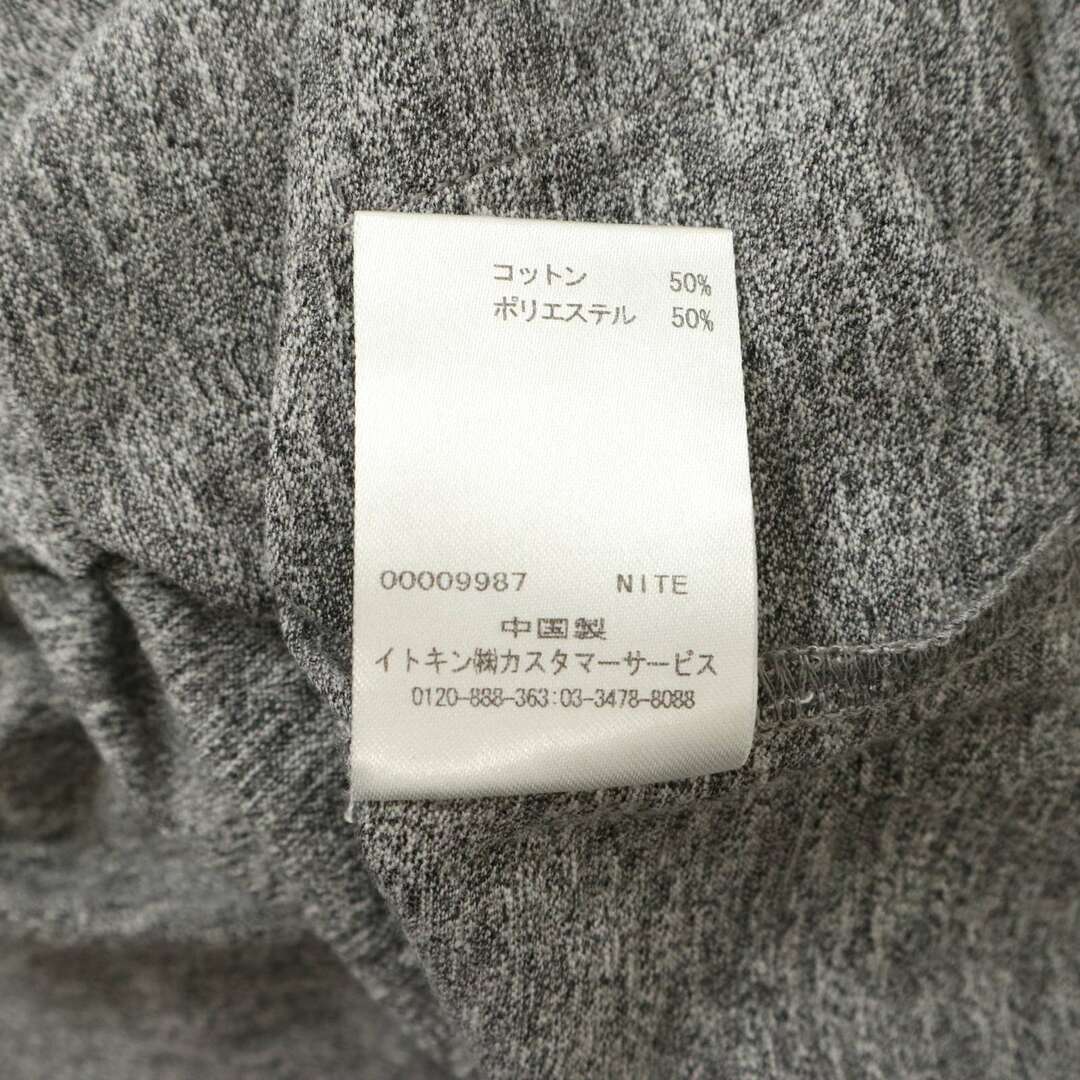 コットン 50%
ポリエステル 50%
00009987 NITE
中国製
イトキン㈱カスタマーサービス
0120-888-363:03-3478-8088